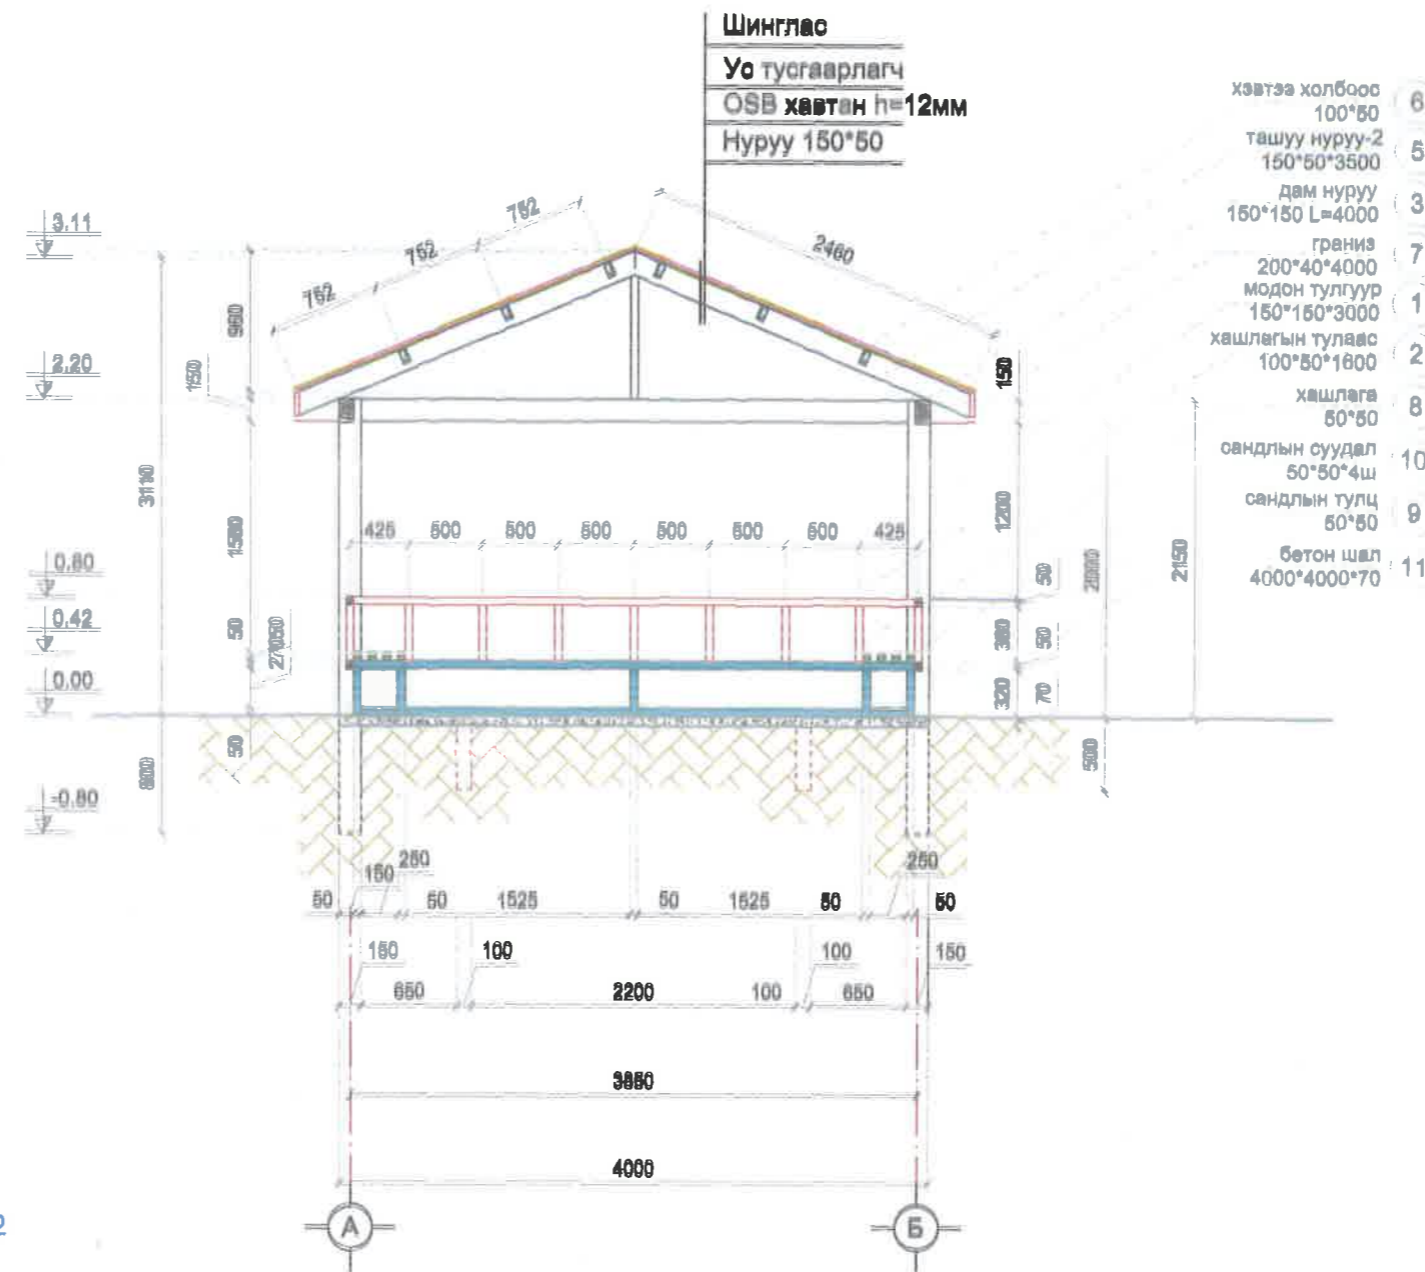 Шинглас
Ус тусгаарлагч
OSB хавтан h=12мм
Нуруу 150*50
хэвтээ холбоос
100*50
6
ташуу нуруу-2
150*50*3500
5
дам нуруу
150*150 L=4000
3
граниз
200*40*4000
7
модон тулгуур
150*150*3000
1
хашлагын тулаас
100*50*1600
2
хашлага
50*50
8
сандлын суудал
50*50*4ш
10
сандлын тулц
50*50
9
бетон шал
4000*4000*70
11
3.11
2.20
0.80
0.42
0.00
-0.80
752
752
752
2460
960
150
150
3110
1580
1200
425 500 500 500 500 500 500 425
50
50
380
50
320
70
2000
2150
50
800
500
150 250 250
50 50 1525 50 1525 50 50
150 100 100 150
650 2200 100 650
3850
4000
А Б